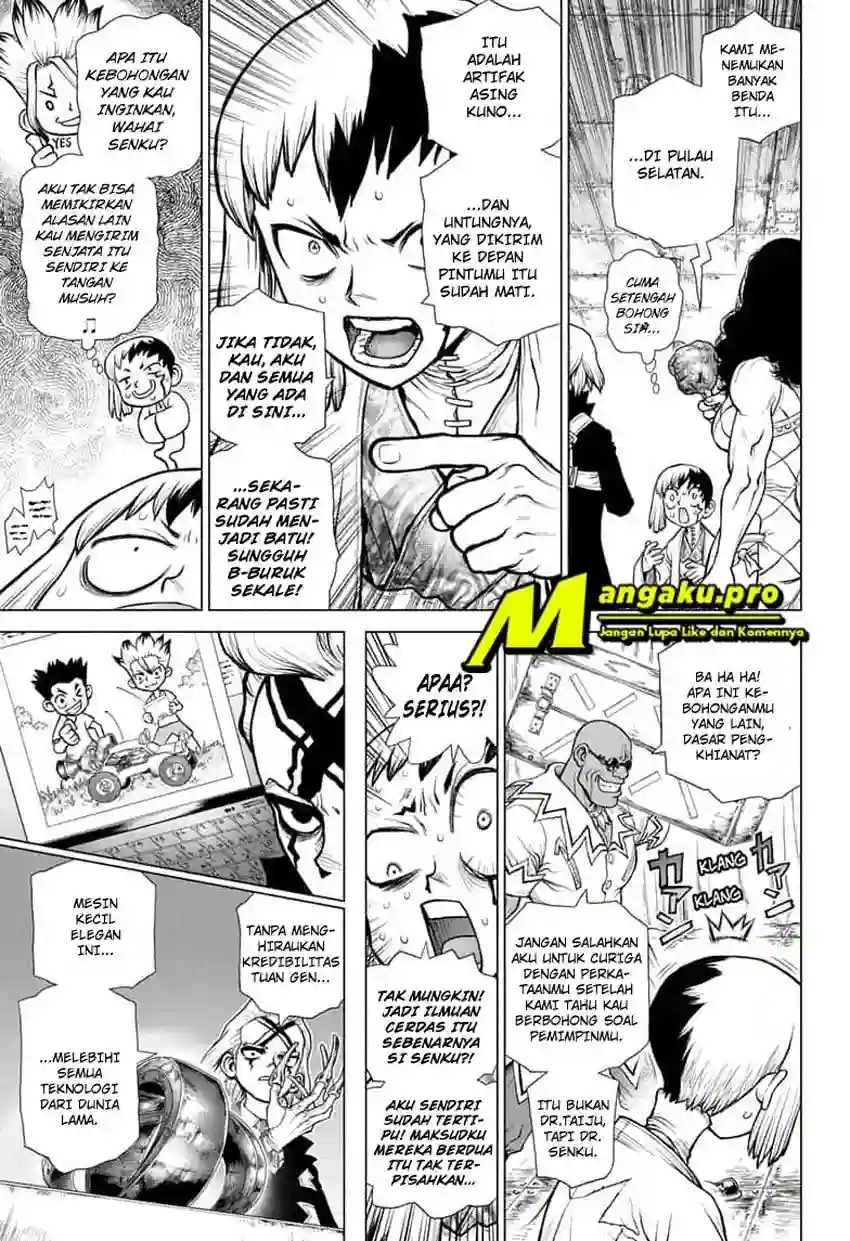 KAMI ME-
NEMUKAN
BANYAK
BENDA
ITU...
...DI PULAU
SELATAN.
CUMA
SETENGAH
BOHONG
SIH.
ITU
ADALAH
ARTIFAK
ASING
KUNO...
...DAN
UNTUNGNYA,
YANG DIKIRIM
KE DEPAN
PINTUMU ITU
SUDAH MATI.
JIKA TIDAK,
KAU, AKU
DAN SEMUA
YANG ADA
DI SINI...
...SEKA-
RANG PASTI
SUDAH MEN-
JADI BATU!
SUNGGUH
B-BURUK
SEKALE!
APA ITU
KEBOHONGAN
YANG KAU
INGINKAN,
WAHAI
SENKU?
YES
AKU TAK BISA
MEMIKIRKAN
ALASAN LAIN
KAU MENGIRIM
SENJATA ITU
SENDIRI KE
TANGAN
MUSUH?
♫
Mangaku.pro
Jangan Lupa Like dan Komennya
BA HA HA!
APA INI KE-
BOHONGANMU
YANG LAIN,
DASAR PENG-
KHIANAT?
カアン
KLANG
カアン
KLANG
JANGAN SALAHKAN
AKU UNTUK CURIGA
DENGAN PERKA-
TAANMU SETELAH
KAMI TAHU KAU
BERBOHONG SOAL
PEMIMPINMU.
ITU BUKAN
DR.TAIJU,
TAPI DR.
SENKU.
APAA?
SERIUS?!
TAK MUNGKIN!
JADI ILMUAN
CERDAS ITU
SEBENARNYA
SI SENKU?!
AKU SENDIRI
SUDAH TERTI-
PU! MAKSUDKU
MEREKA BERDUA
ITU TAK TER-
PISAHKAN...
TANPA MENG-
HIRAUKAN
KREDIBILITAS
TUAN GEN...
MESIN
KECIL
ELEGAN
INI...
...MELEBIHI
SEMUA
TEKNOLOGI
DARI DUNIA
LAMA.